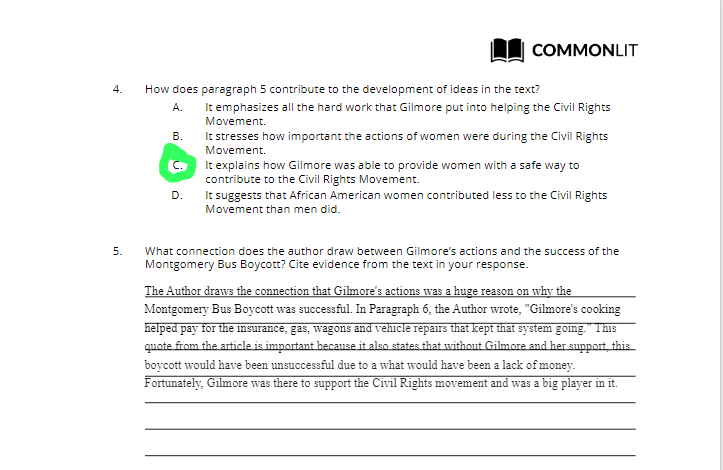 COMMONLIT
4. How does paragraph 5 contribute to the development of ideas in the text?
A. It emphasizes all the hard work that Gilmore put into helping the Civil Rights
Movement.
B. It stresses how important the actions of women were during the Civil Rights
Movement.
C. It explains how Gilmore was able to provide women with a safe way to
contribute to the Civil Rights Movement.
D. It suggests that African American women contributed less to the Civil Rights
Movement than men did.
5. What connection does the author draw between Gilmore's actions and the success of the
Montgomery Bus Boycott? Cite evidence from the text in your response.
The Author draws the connection that Gilmore's actions was a huge reason on why the
Montgomery Bus Boycott was successful. In Paragraph 6, the Author wrote, "Gilmore's cooking
helped pay for the insurance, gas, wagons and vehicle repairs that kept that system going." This
quote from the article is important because it also states that without Gilmore and her support, this
boycott would have been unsuccessful due to a what would have been a lack of money.
Fortunately, Gilmore was there to support the Civil Rights movement and was a big player in it.